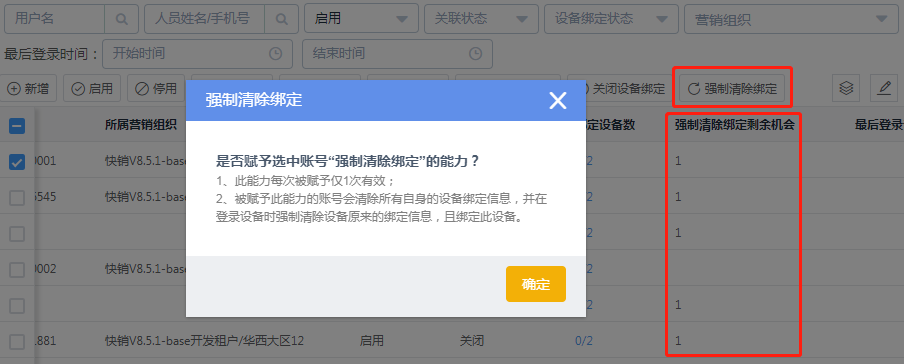 用户名 人员姓名/手机号 启用 关联状态 设备绑定状态 营销组织
最后登录时间： 开始时间 结束时间
新增 启用 停用 关闭设备绑定 强制清除绑定
强制清除绑定
所属营销组织 定设备数 强制清除绑定剩余机会 最后登录
是否赋予选中账号“强制清除绑定”的能力？
0001 快销V8.5.1-base /2 1
1、此能力每次被赋予仅1次有效；
5545 快销V8.5.1-base /2 1
2、被赋予此能力的账号会清除所有自身的设备绑定信息，并在
登录设备时强制清除设备原来的绑定信息，且绑定此设备。
/2 1
0002 快销V8.5.1-base /2
确定
/2 1
1881 快销V8.5.1-base开发租户/华西大区12 启用 关闭 0/2 1